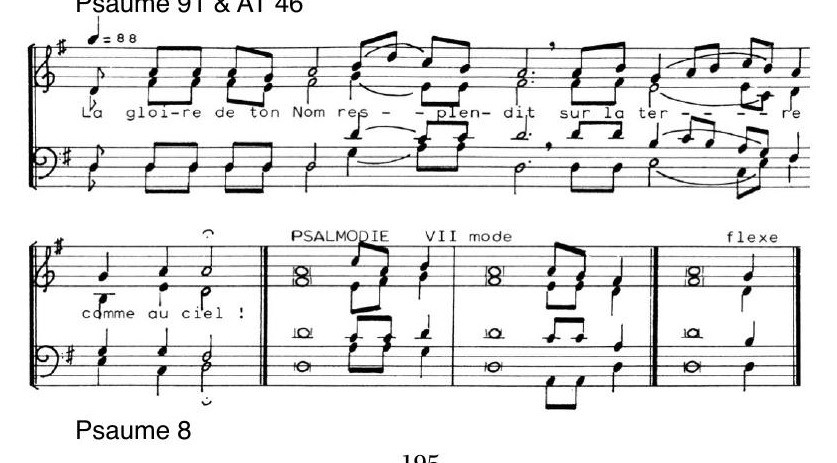 Psaume 91 & AT 46
= 88
La gloi-re de ton Nom res - - plen- dit sur la ter - - - - re
PSALMODIE VII mode flexe
comme au ciel !
Psaume 8
195